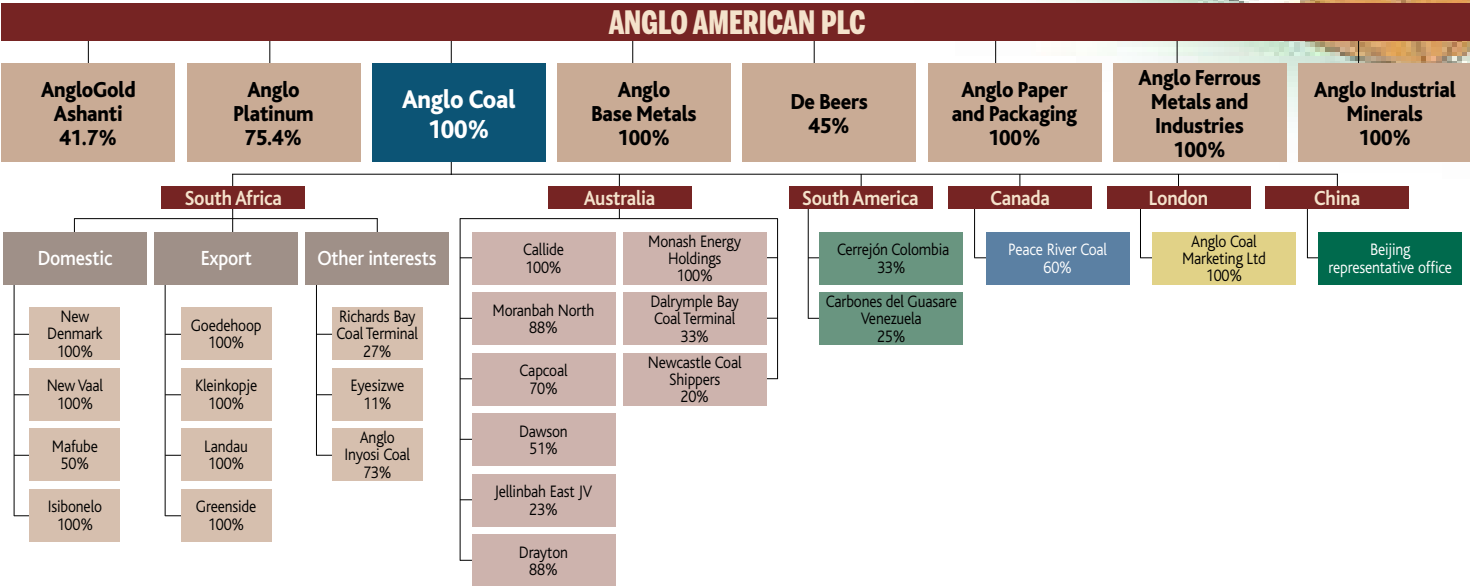 ANGLO AMERICAN PLC
AngloGold
Ashanti
41.7%
Anglo
Platinum
75.4%
Anglo Coal
100%
Anglo
Base Metals
100%
De Beers
45%
Anglo Paper
and Packaging
100%
Anglo Ferrous
Metals and
Industries
100%
Anglo Industrial
Minerals
100%
South Africa
Australia
South America
Canada
London
China
Domestic
Export
Other interests
New
Denmark
100%
New Vaal
100%
Mafube
50%
Isibonelo
100%
Goedehoop
100%
Kleinkopje
100%
Landau
100%
Greenside
100%
Richards Bay
Coal Terminal
27%
Eyesizwe
11%
Anglo
Inyosi Coal
73%
Callide
100%
Moranbah North
88%
Capcoal
70%
Dawson
51%
Jellinbah East JV
23%
Drayton
88%
Monash Energy
Holdings
100%
Dalrymple Bay
Coal Terminal
33%
Newcastle Coal
Shippers
20%
Cerrejón Colombia
33%
Carbones del Guasare
Venezuela
25%
Peace River Coal
60%
Anglo Coal
Marketing Ltd
100%
Beijing
representative office